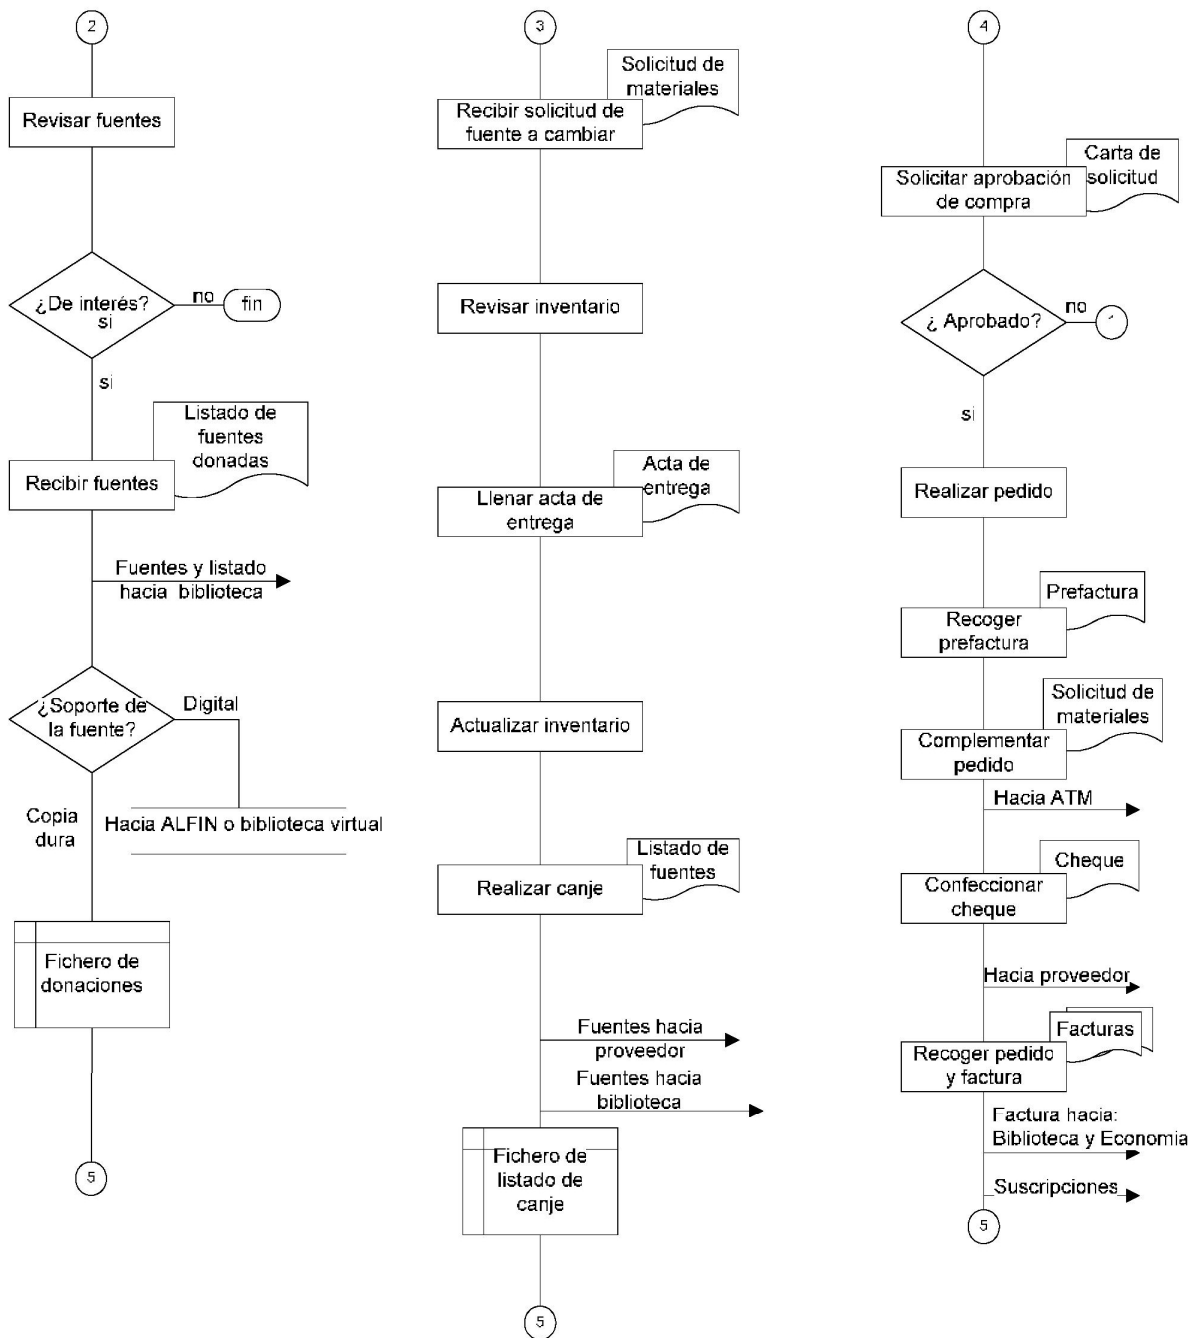 2
Revisar fuentes
¿De interés?
si
no
fin
si
Listado de
fuentes
donadas
Recibir fuentes
Fuentes y listado
hacia biblioteca
¿Soporte de
la fuente?
Digital
Copia
dura
Hacia ALFIN o biblioteca virtual
Fichero de
donaciones
5
3
Solicitud de
materiales
Recibir solicitud de
fuente a cambiar
Revisar inventario
Acta de
entrega
Llenar acta de
entrega
Actualizar inventario
Listado de
fuentes
Realizar canje
Fuentes hacia
proveedor
Fuentes hacia
biblioteca
Fichero de
listado de
canje
5
4
Carta de
solicitud
Solicitar aprobación
de compra
¿ Aprobado?
no
si
Realizar pedido
Prefactura
Recoger
prefactura
Solicitud de
materiales
Complementar
pedido
Hacia ATM
Cheque
Confeccionar
cheque
Hacia proveedor
Facturas
Recoger pedido
y factura
Factura hacia:
Biblioteca y Economia
Suscripciones
5